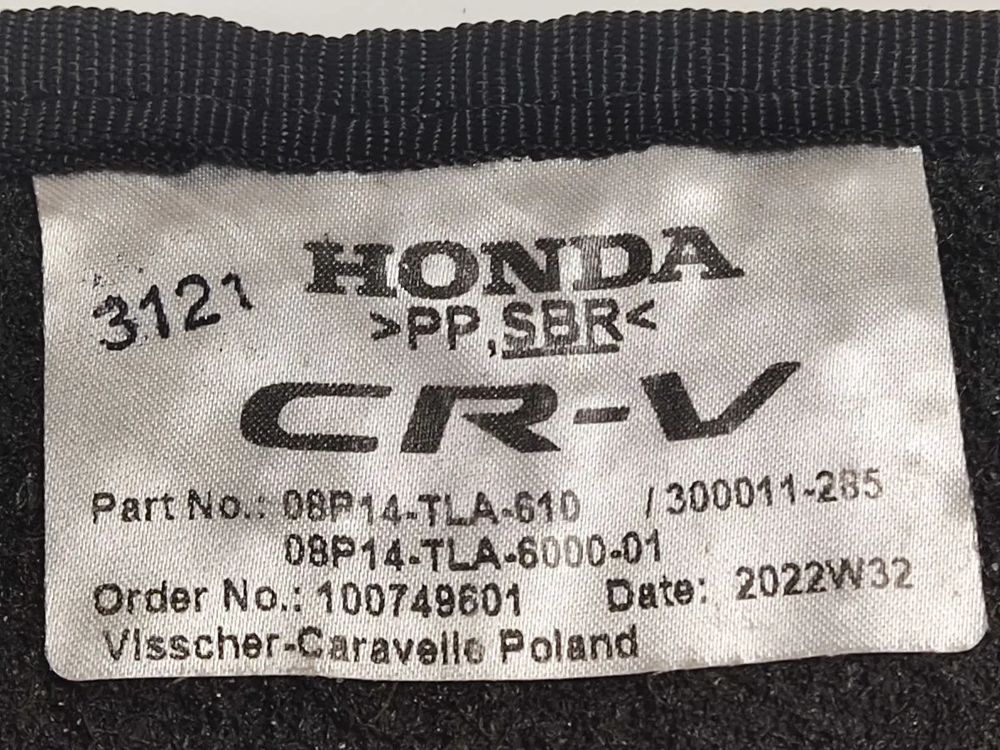 HONDA
3121
>PP,SBR<
CR-V
Part No.: 08P14-TLA-610 / 300011-285
08P14-TLA-6000-01
Order No.: 100749601 Date: 2022W32
Visscher-Caravelle Poland